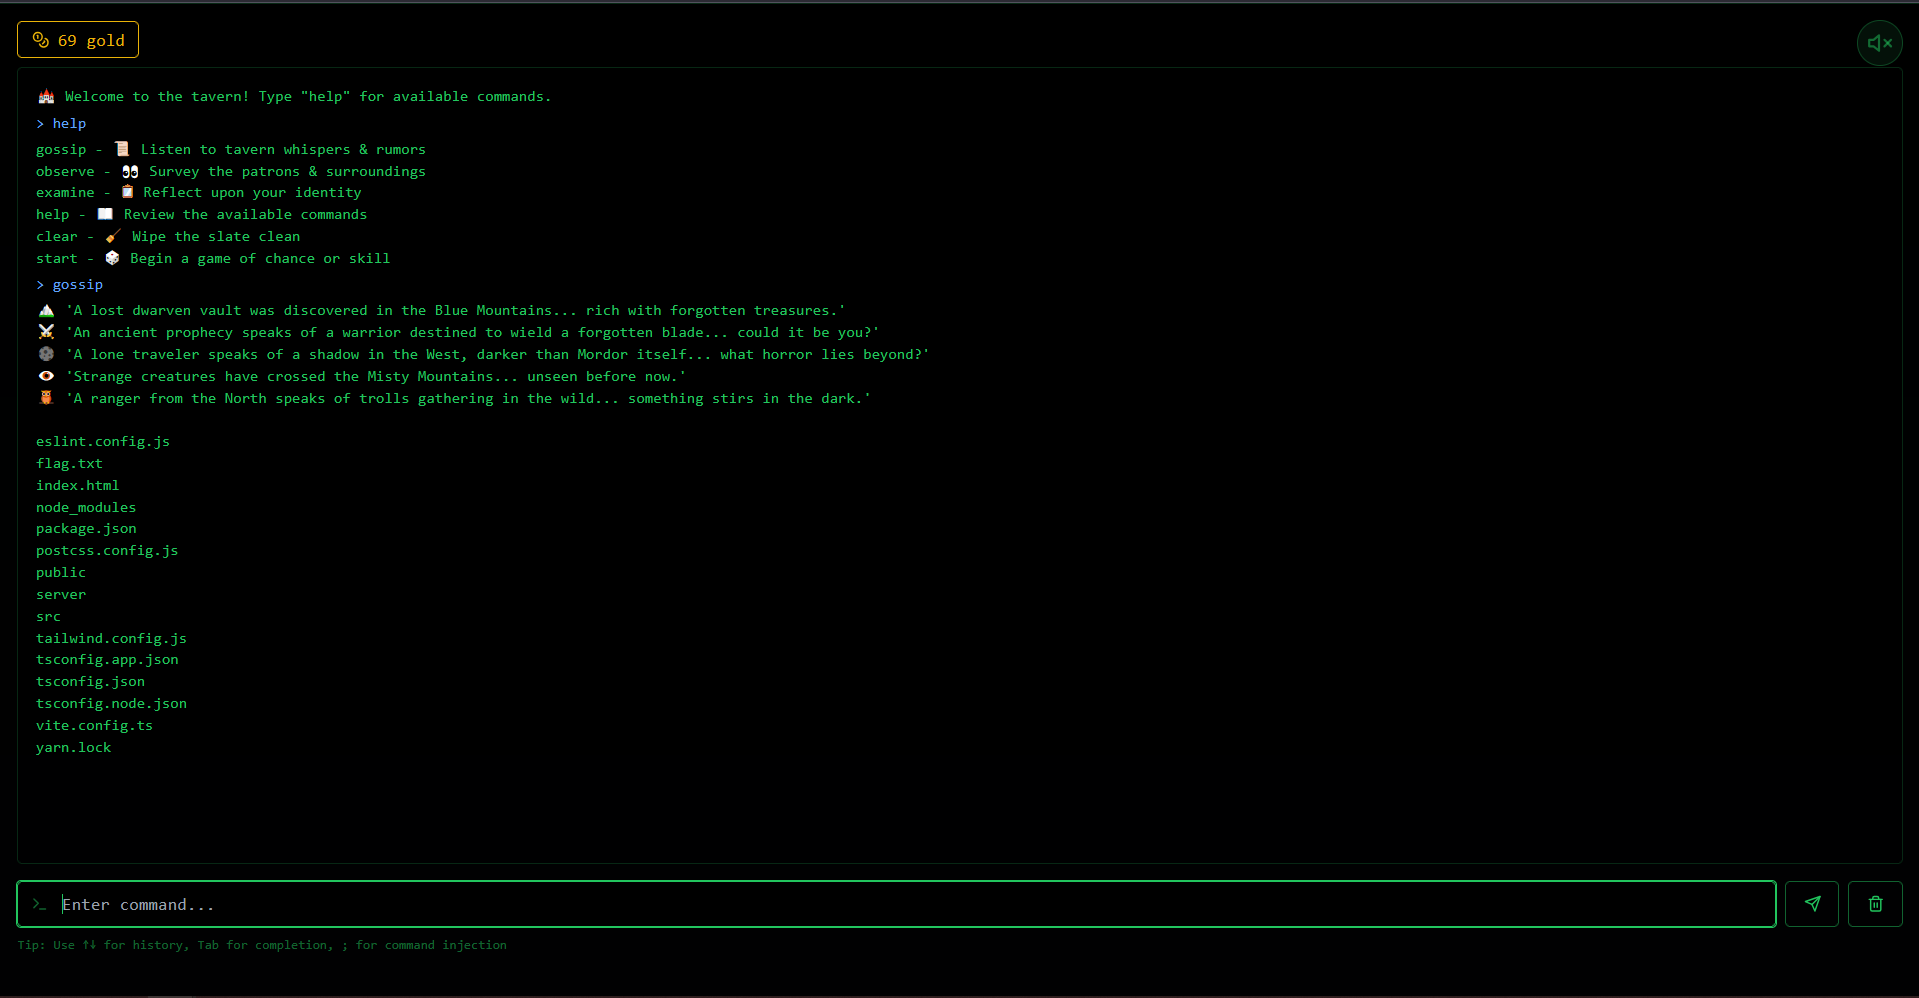 69 gold
🏰 Welcome to the tavern! Type "help" for available commands.
> help
gossip - 📜 Listen to tavern whispers & rumors
observe - 👀 Survey the patrons & surroundings
examine - 📋 Reflect upon your identity
help - 📖 Review the available commands
clear - 🧹 Wipe the slate clean
start - 🎲 Begin a game of chance or skill
> gossip
🏔️ 'A lost dwarven vault was discovered in the Blue Mountains... rich with forgotten treasures.'
⚔️ 'An ancient prophecy speaks of a warrior destined to wield a forgotten blade... could it be you?'
'A lone traveler speaks of a shadow in the West, darker than Mordor itself... what horror lies beyond?'
👁️ 'Strange creatures have crossed the Misty Mountains... unseen before now.'
🦉 'A ranger from the North speaks of trolls gathering in the wild... something stirs in the dark.'
eslint.config.js
flag.txt
index.html
node_modules
package.json
postcss.config.js
public
server
src
tailwind.config.js
tsconfig.app.json
tsconfig.json
tsconfig.node.json
vite.config.ts
yarn.lock
>_ Enter command...
Tip: Use ↑↓ for history, Tab for completion, ; for command injection